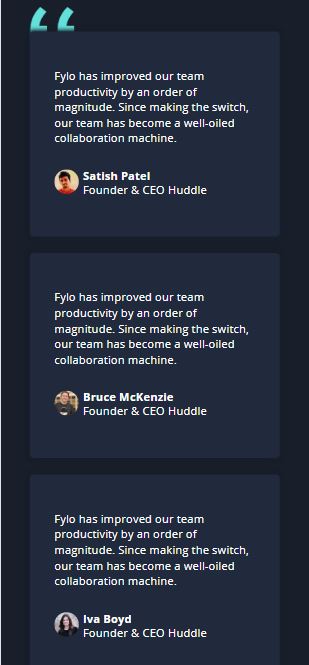 “
Fylo has improved our team
productivity by an order of
magnitude. Since making the switch,
our team has become a well-oiled
collaboration machine.
Satish Patel
Founder & CEO Huddle
Fylo has improved our team
productivity by an order of
magnitude. Since making the switch,
our team has become a well-oiled
collaboration machine.
Bruce McKenzie
Founder & CEO Huddle
Fylo has improved our team
productivity by an order of
magnitude. Since making the switch,
our team has become a well-oiled
collaboration machine.
Iva Boyd
Founder & CEO Huddle